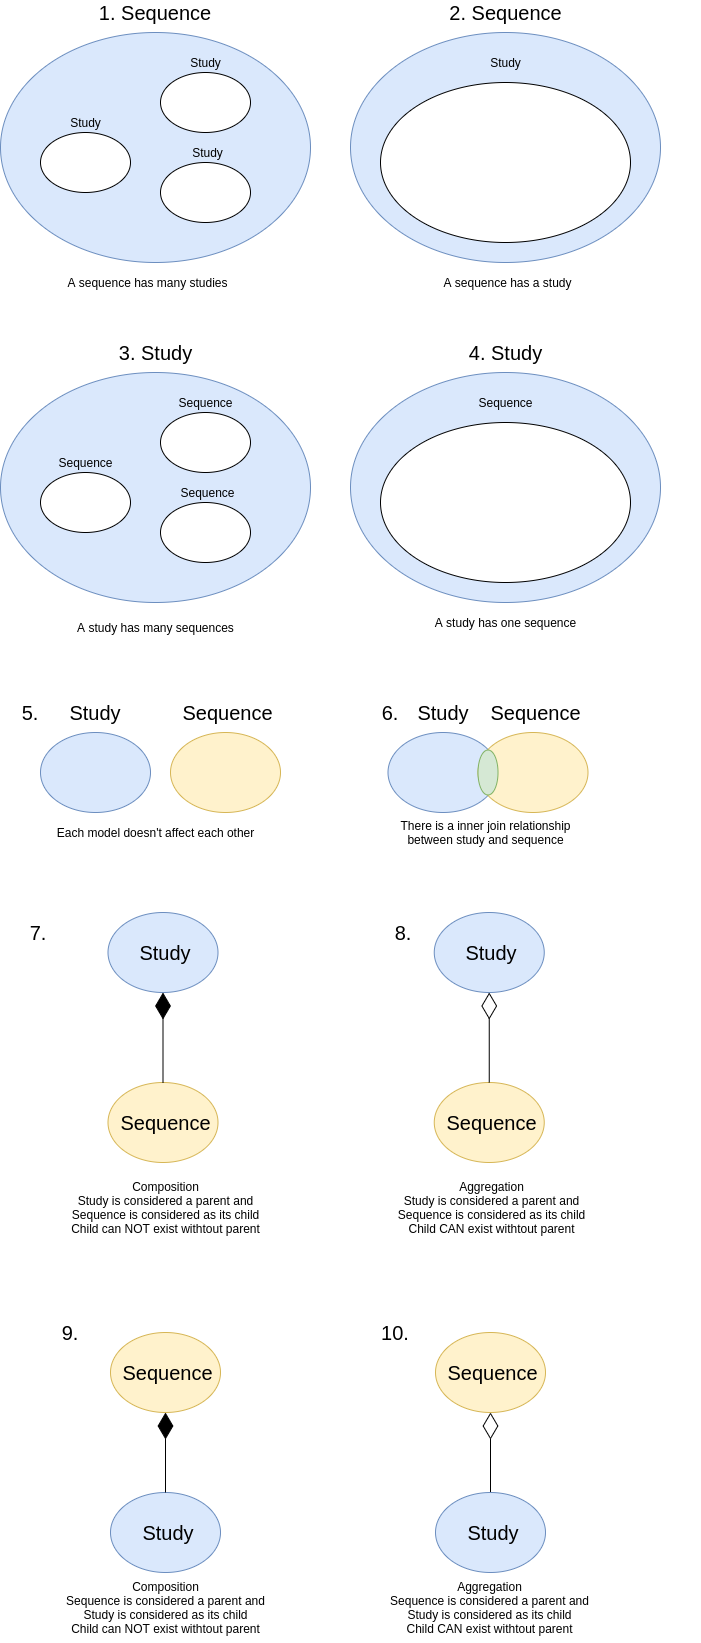 1. Sequence
Study
Study
Study
A sequence has many studies
2. Sequence
Study
A sequence has a study
3. Study
Sequence
Sequence
Sequence
A study has many sequences
4. Study
Sequence
A study has one sequence
5. Study Sequence
Each model doesn't affect each other
6. Study Sequence
There is a inner join relationship
between study and sequence
7.
Study
Sequence
Composition
Study is considered a parent and
Sequence is considered as its child
Child can NOT exist withtout parent
8.
Study
Sequence
Aggregation
Study is considered a parent and
Sequence is considered as its child
Child CAN exist withtout parent
9.
Sequence
Study
Composition
Sequence is considered a parent and
Study is considered as its child
Child can NOT exist withtout parent
10.
Sequence
Study
Aggregation
Sequence is considered a parent and
Study is considered as its child
Child CAN exist withtout parent